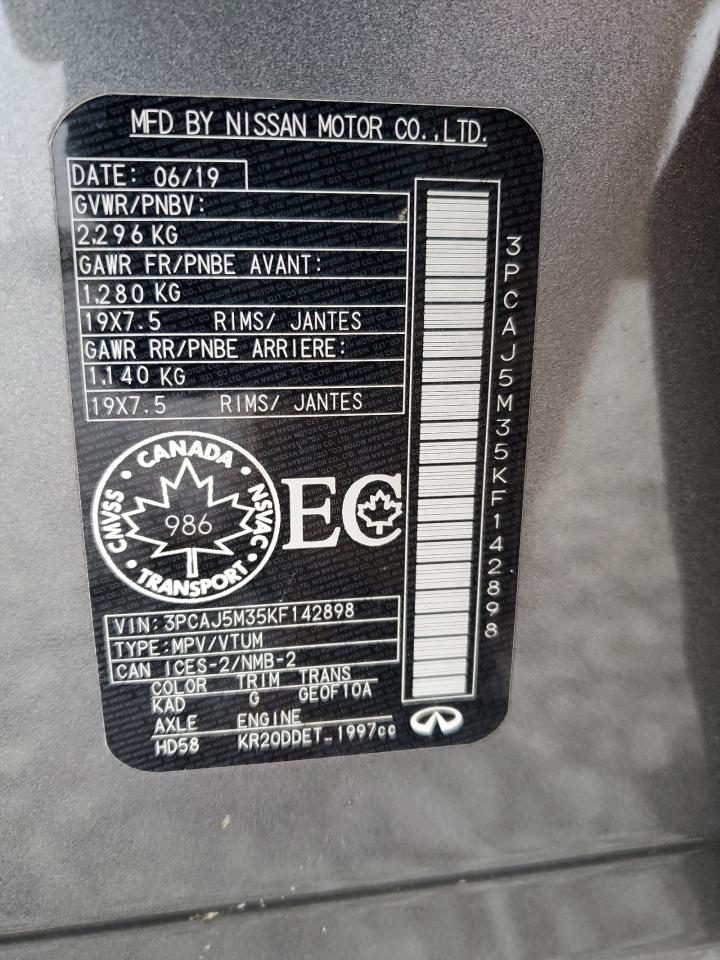 MFD BY NISSAN MOTOR CO.,LTD.
DATE: 06/19
GVWR/PNBV:
2,296 KG
GAWR FR/PNBE AVANT:
1,280 KG
19X7.5 RIMS/ JANTES
GAWR RR/PNBE ARRIERE:
1,140 KG
19X7.5 RIMS/ JANTES
3PCAJ5M35KF142898
CANADA
CMVSS
986
NSVAC
TRANSPORT
EC
VIN: 3PCAJ5M35KF142898
TYPE: MPV/VTUM
CAN ICES-2/NMB-2
COLOR TRIM TRANS
KAD G GE0F10A
AXLE ENGINE
HD58 KR20DDET-1997cc